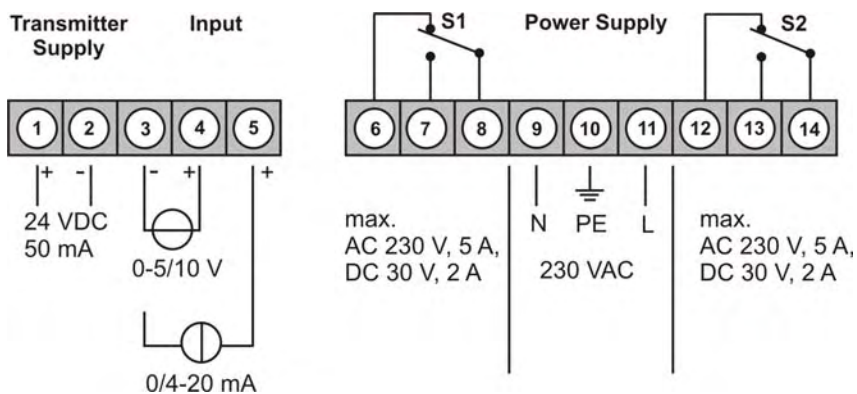 Transmitter
Supply
Input
S1
Power Supply
S2
1 2 3 4 5
6 7 8 9 10 11 12 13 14
+ - - + +
24 VDC
50 mA
0-5/10 V
0/4-20 mA
max.
AC 230 V, 5 A,
DC 30 V, 2 A
N PE L
230 VAC
max.
AC 230 V, 5 A,
DC 30 V, 2 A